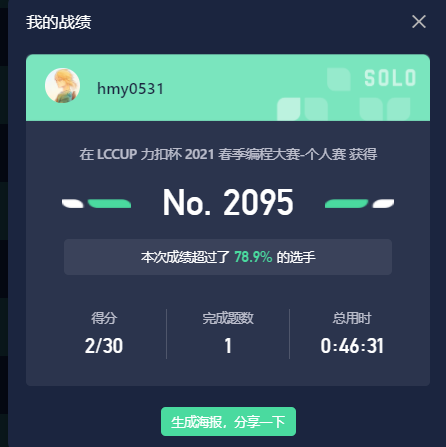 我的战绩
SOLO
hmy0531
在 LCCUP 力扣杯 2021 春季编程大赛-个人赛 获得
No. 2095
本次成绩超过了 78.9% 的选手
得分 完成题数 总用时
2/30 1 0:46:31
生成海报，分享一下